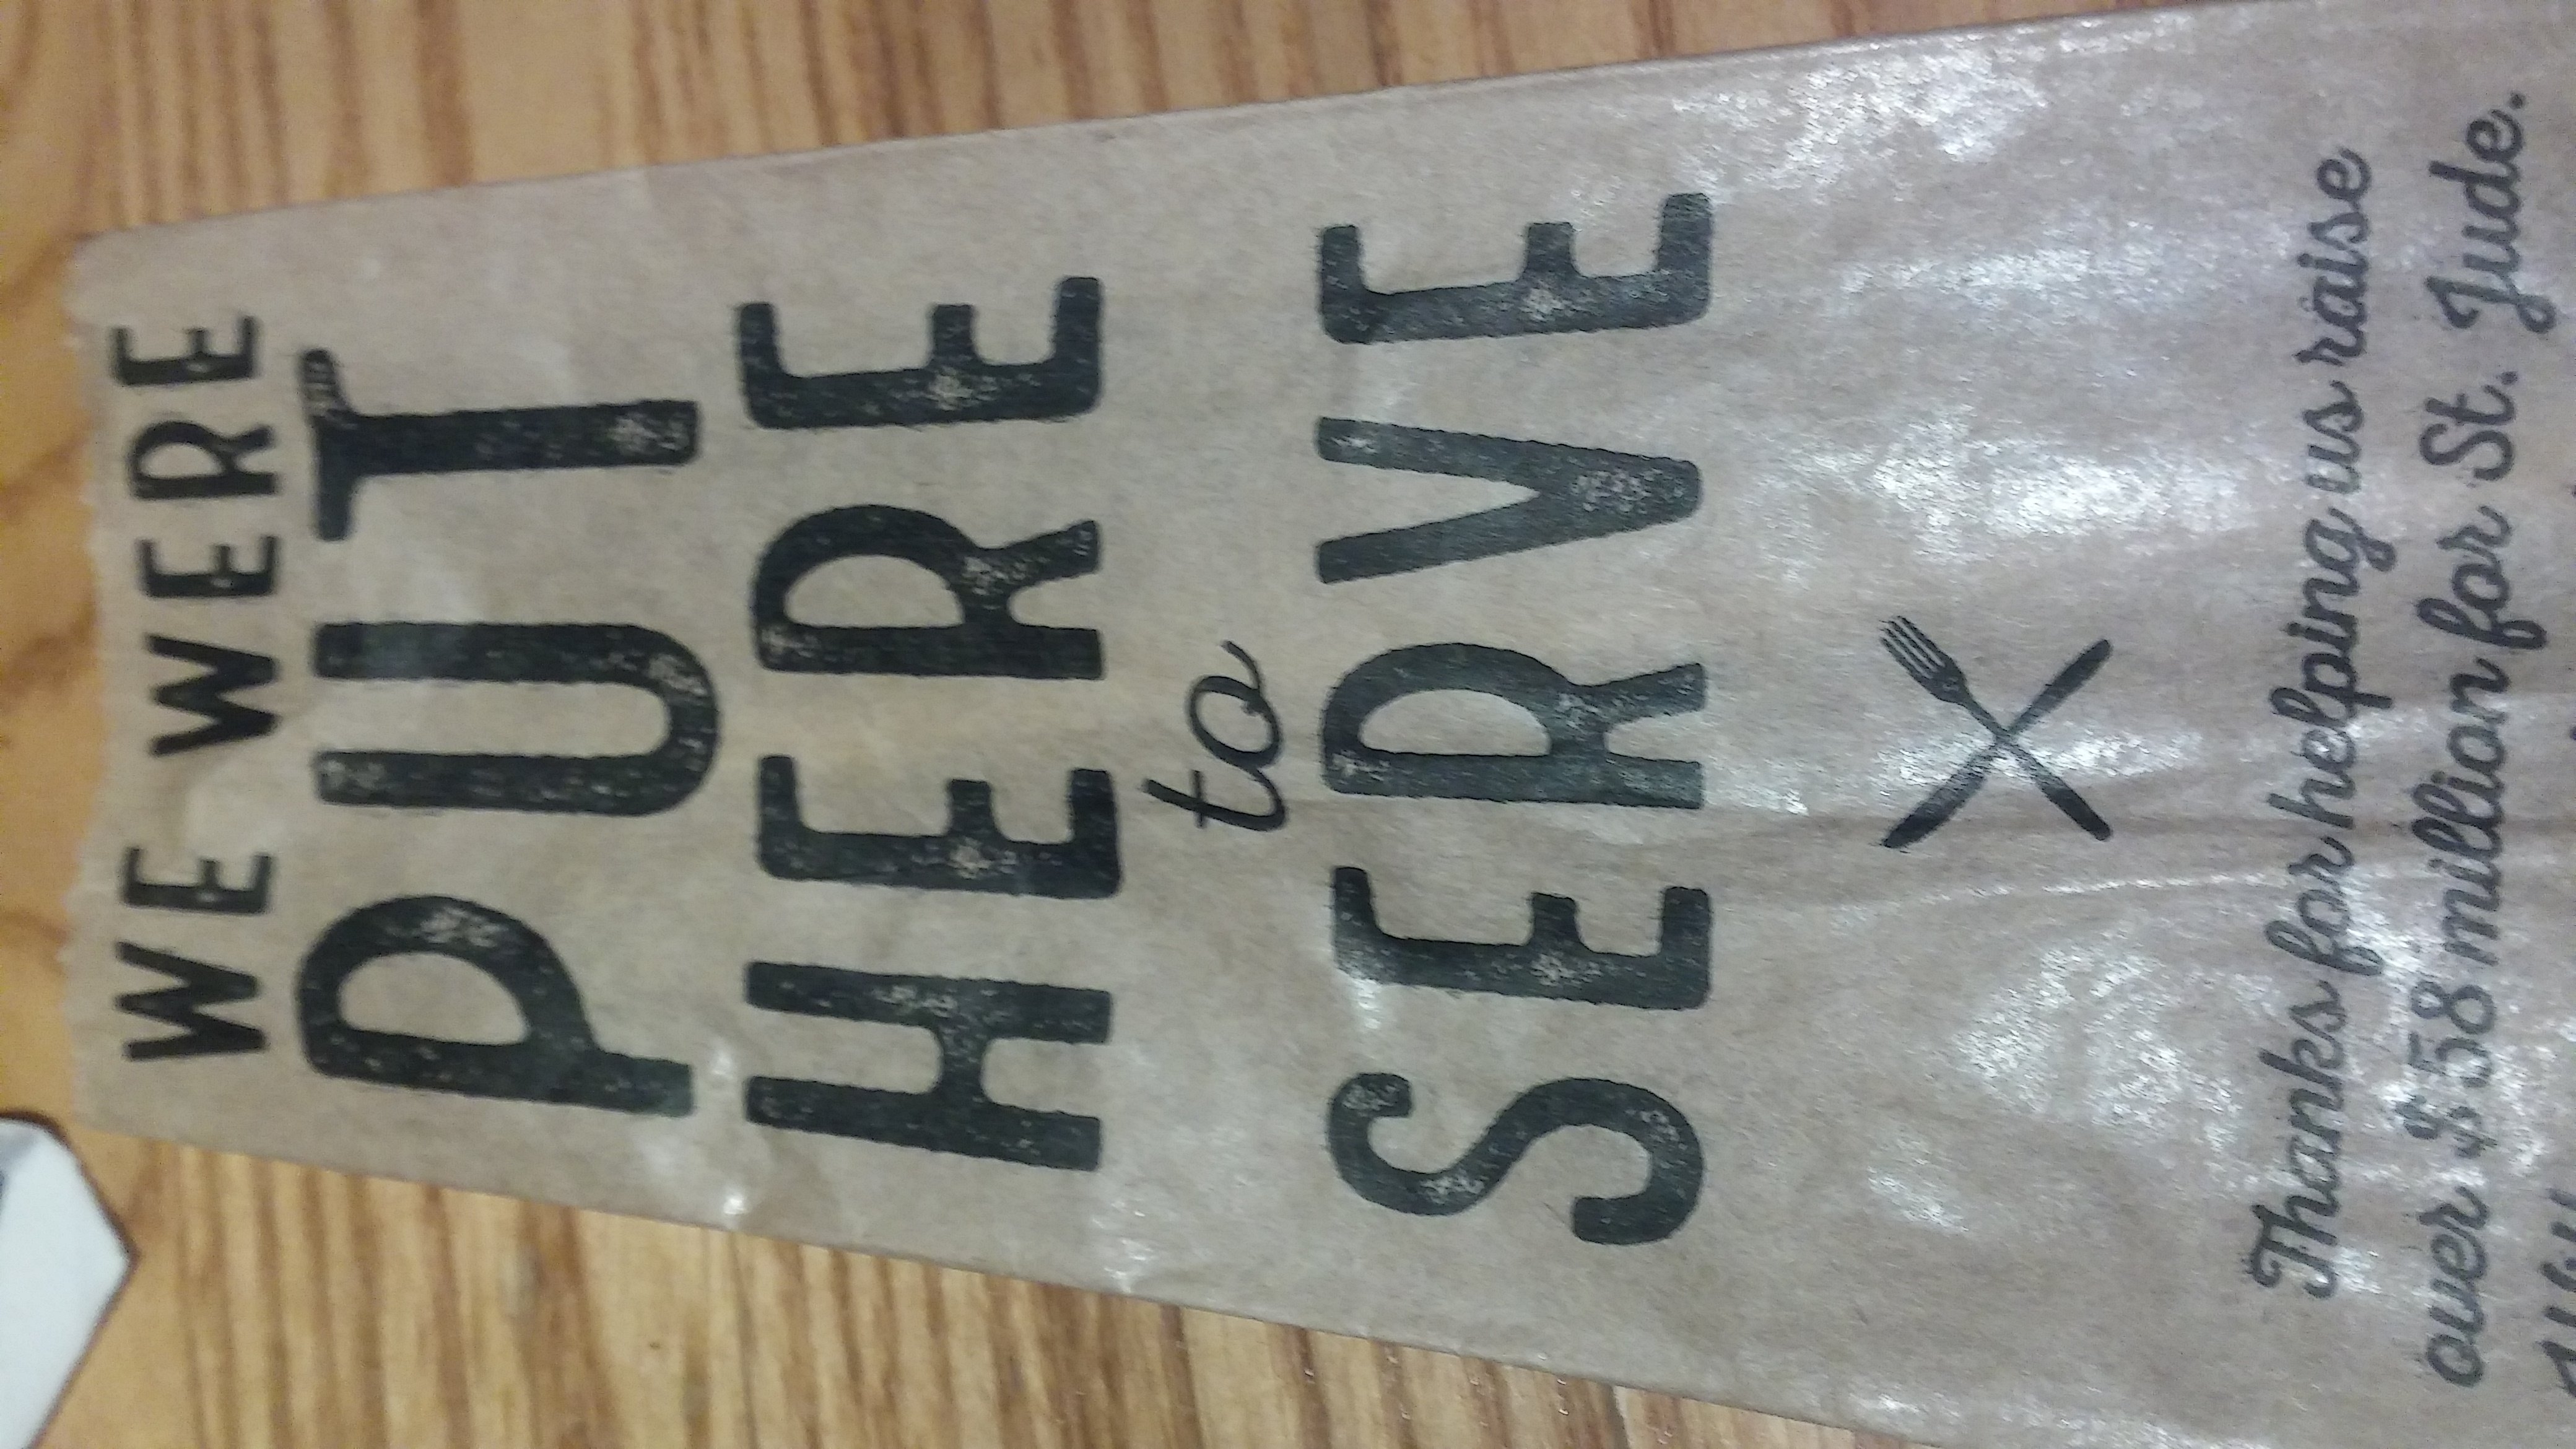 WE WERE
PUT
HERE
to
SERVE
Thanks for helping us raise
over $58 million for St. Jude.